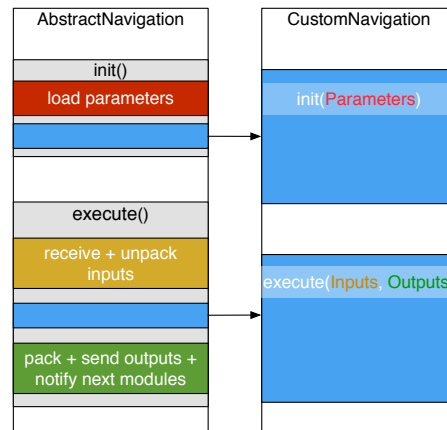 AbstractNavigation
init()
load parameters
execute()
receive + unpack
inputs
pack + send outputs +
notify next modules
CustomNavigation
init(Parameters)
execute(Inputs, Outputs